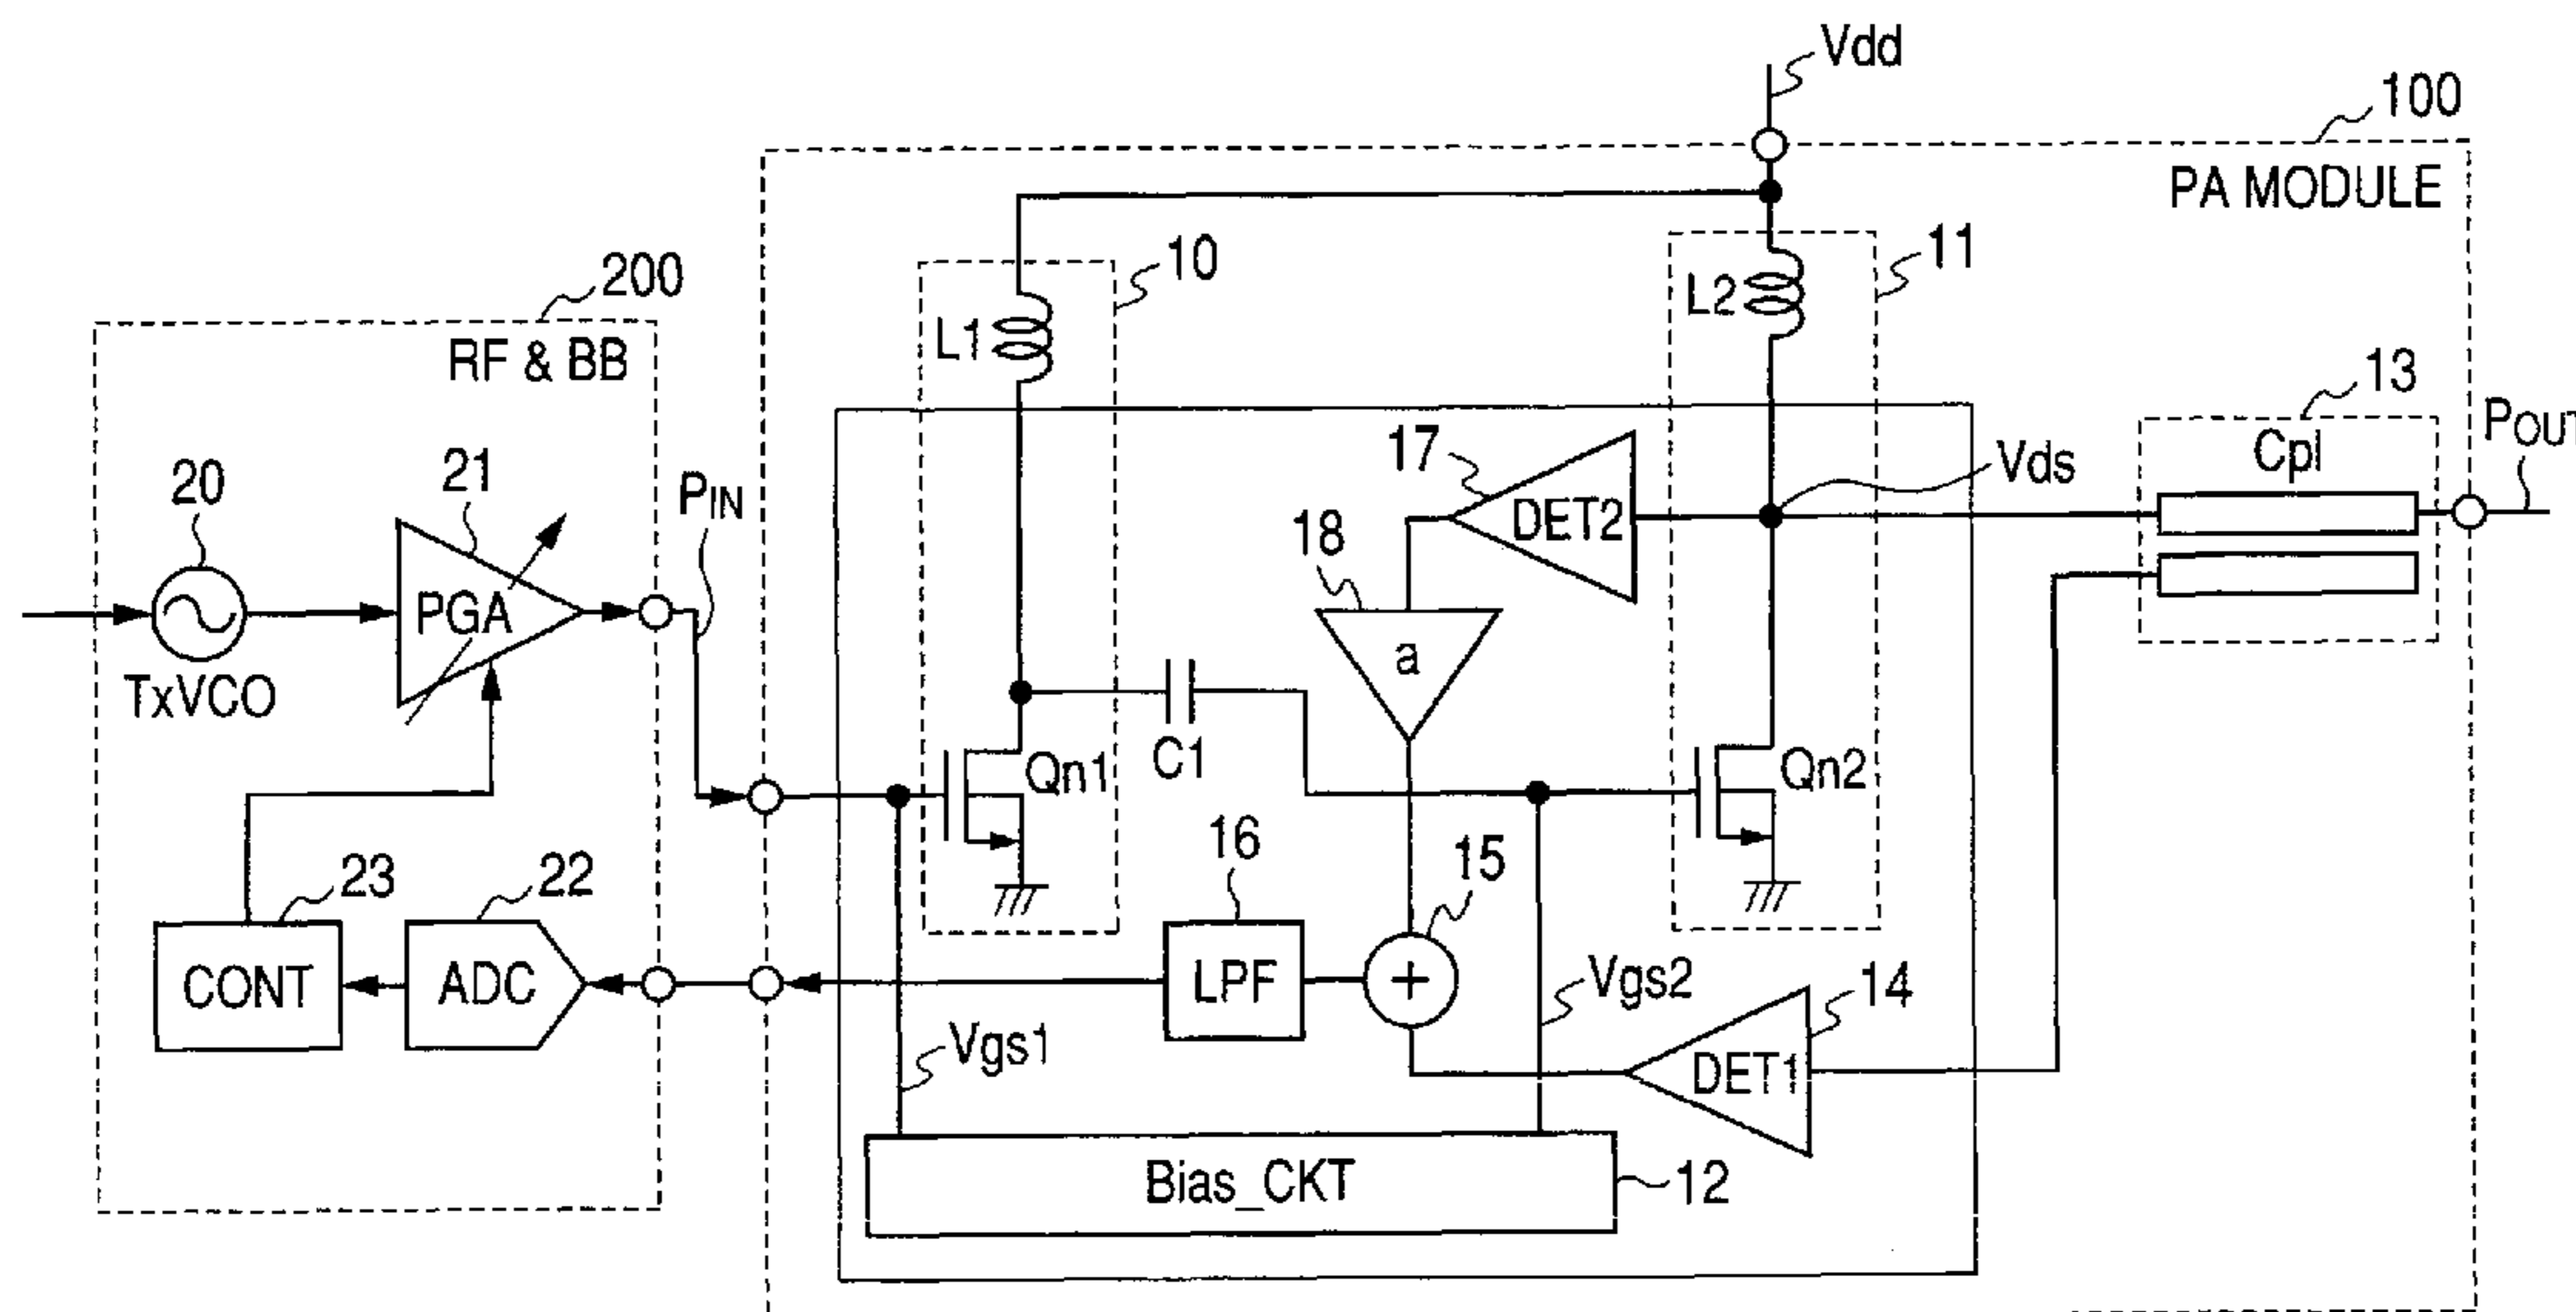 Vdd
100
PA MODULE
10
11
200
L2
RF & BB
L1
13
POUT
17
Cpl
21
Vds
20
PIN
DET2
18
PGA
a
TxVCO
Qn1
C1
Qn2
16
15
23
22
14
CONT
ADC
LPF
+
Vgs2
Vgs1
DET1
Bias_CKT
12